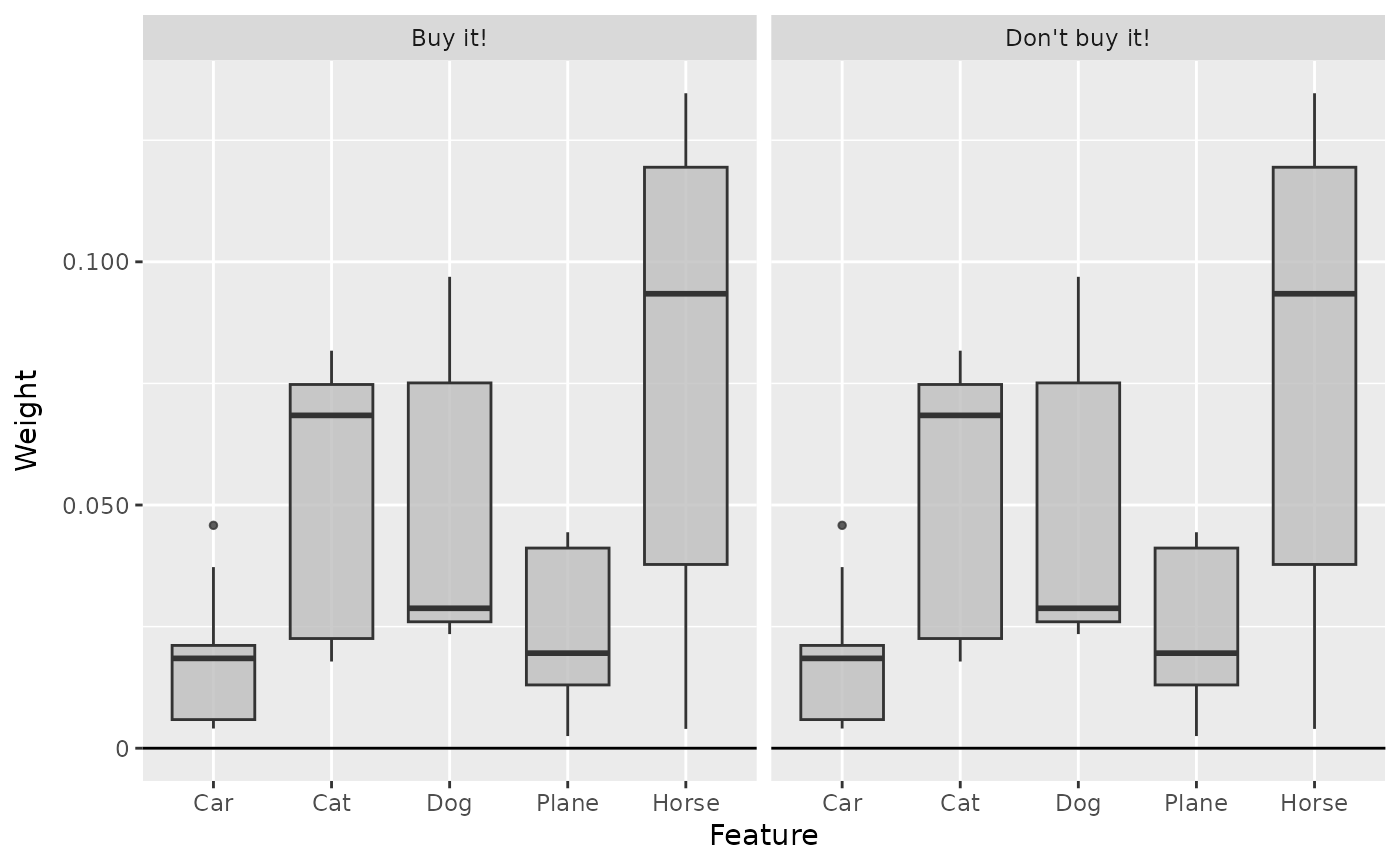 Buy it!
Don't buy it!
Weight
0.100
0.050
0
Car Cat Dog Plane Horse
Car Cat Dog Plane Horse
Feature